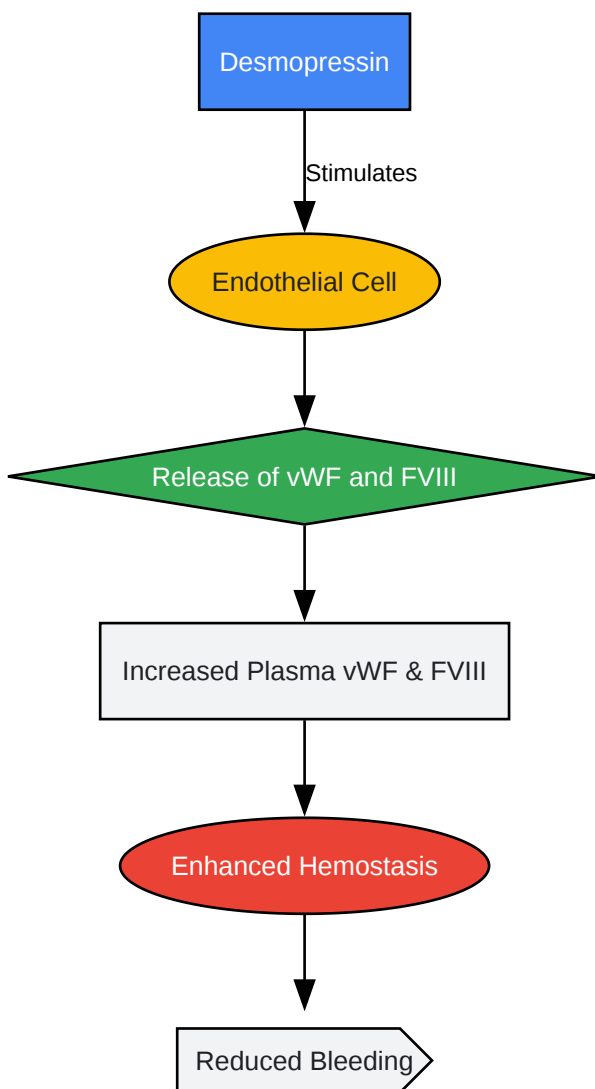 Desmopressin
Stimulates
Endothelial Cell
Release of vWF and FVIII
Increased Plasma vWF & FVIII
Enhanced Hemostasis
Reduced Bleeding